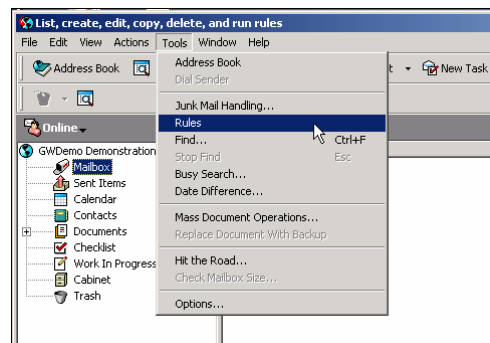 List, create, edit, copy, delete, and run rules
File Edit View Actions Tools Window Help
Address Book
New Task
Address Book
Dial Sender
Junk Mail Handling...
Rules
Find... Ctrl+F
Stop Find Esc
Busy Search...
Date Difference...
Mass Document Operations...
Replace Document With Backup
Hit the Road...
Check Mailbox Size...
Options...
Online
GWDemo Demonstration
Mailbox
Sent Items
Calendar
Contacts
Documents
Checklist
Work In Progress
Cabinet
Trash